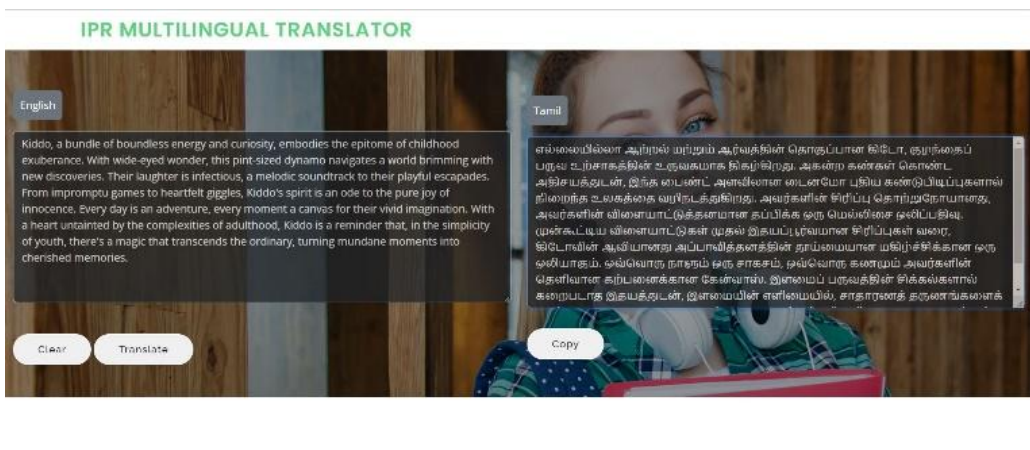 IPR MULTILINGUAL TRANSLATOR
English
Kiddo, a bundle of boundless energy and curiosity, embodies the epitome of childhood
exuberance. With wide-eyed wonder, this pint-sized dynamo navigates a world brimming with
new discoveries. Their laughter is infectious, a melodic soundtrack to their playful escapades.
From impromptu games to heartfelt giggles, Kiddo's spirit is an ode to the pure joy of
innocence. Every day is an adventure, every moment a canvas for their vivid imagination. With
a heart untainted by the complexities of adulthood, Kiddo is a reminder that, in the simplicity
of youth, there's a magic that transcends the ordinary, turning mundane moments into
cherished memories.
Clear
Translate
Tamil
எல்லையில்லா ஆற்றல் மற்றும் ஆர்வத்தின் தொகுப்பான கிடோ, குழந்தைப்
பருவ உற்சாகத்தின் உருவகமாக திகழ்கிறது. அகன்ற கண்கள் கொண்ட
அதிசயத்துடன், இந்த பைண்ட் அளவிலான டைனமோ புதிய கண்டுபிடிப்புகளால்
நிறைந்த உலகத்தை வழிநடத்துகிறது. அவர்களின் சிரிப்பு தொற்றுநோயானது,
அவர்களின் விளையாட்டுத்தனமான தப்பிக்க ஒரு மெல்லிசை ஒலிப்பதிவு.
முன்கூட்டிய விளையாட்டுகள் முதல் இதயப்பூர்வமான சிரிப்புகள் வரை,
கிடோவின் ஆவியானது அப்பாவித்தனத்தின் தூய்மையான மகிழ்ச்சிக்கான ஒரு
ஒலியாகும். ஒவ்வொரு நாளும் ஒரு சாகசம், ஒவ்வொரு கணமும் அவர்களின்
தெளிவான கற்பனைக்கான கேன்வாஸ். இளமைப் பருவத்தின் சிக்கல்களால்
கறைபடாத இதயத்துடன், இளமையின் எளிமையில், சாதாரணத் தருணங்களைக்
Copy